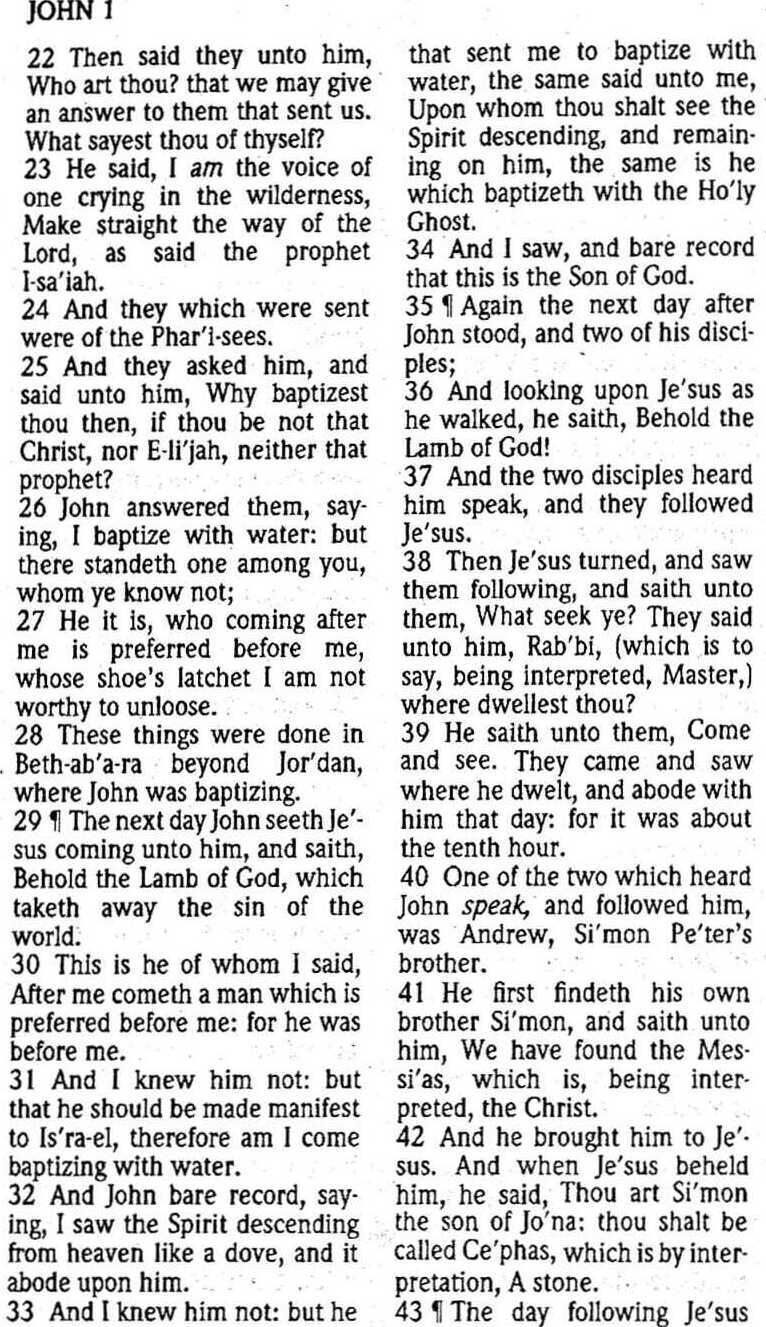 JOHN 1
22 Then said they unto him,
Who art thou? that we may give
an answer to them that sent us.
What sayest thou of thyself?
23 He said, I am the voice of
one crying in the wilderness,
Make straight the way of the
Lord, as said the prophet
I-sa'iah.
24 And they which were sent
were of the Phar'i-sees.
25 And they asked him, and
said unto him, Why baptizest
thou then, if thou be not that
Christ, nor E-li'jah, neither that
prophet?
26 John answered them, say-
ing, I baptize with water: but
there standeth one among you,
whom ye know not;
27 He it is, who coming after
me is preferred before me,
whose shoe's latchet I am not
worthy to unloose.
28 These things were done in
Beth-ab'a-ra beyond Jor'dan,
where John was baptizing.
29 ¶ The next day John seeth Je'-
sus coming unto him, and saith,
Behold the Lamb of God, which
taketh away the sin of the
world.
30 This is he of whom I said,
After me cometh a man which is
preferred before me: for he was
before me.
31 And I knew him not: but
that he should be made manifest
to Is'ra-el, therefore am I come
baptizing with water.
32 And John bare record, say-
ing, I saw the Spirit descending
from heaven like a dove, and it
abode upon him.
33 And I knew him not: but he
that sent me to baptize with
water, the same said unto me,
Upon whom thou shalt see the
Spirit descending, and remain-
ing on him, the same is he
which baptizeth with the Ho'ly
Ghost.
34 And I saw, and bare record
that this is the Son of God.
35 ¶ Again the next day after
John stood, and two of his disci-
ples;
36 And looking upon Je'sus as
he walked, he saith, Behold the
Lamb of God!
37 And the two disciples heard
him speak, and they followed
Je'sus.
38 Then Je'sus turned, and saw
them following, and saith unto
them, What seek ye? They said
unto him, Rab'bi, (which is to
say, being interpreted, Master,)
where dwellest thou?
39 He saith unto them, Come
and see. They came and saw
where he dwelt, and abode with
him that day: for it was about
the tenth hour.
40 One of the two which heard
John speak, and followed him,
was Andrew, Si'mon Pe'ter's
brother.
41 He first findeth his own
brother Si'mon, and saith unto
him, We have found the Mes-
si'as, which is, being inter-
preted, the Christ.
42 And he brought him to Je'-
sus. And when Je'sus beheld
him, he said, Thou art Si'mon
the son of Jo'na: thou shalt be
called Ce'phas, which is by inter-
pretation, A stone.
43 ¶ The day following Je'sus